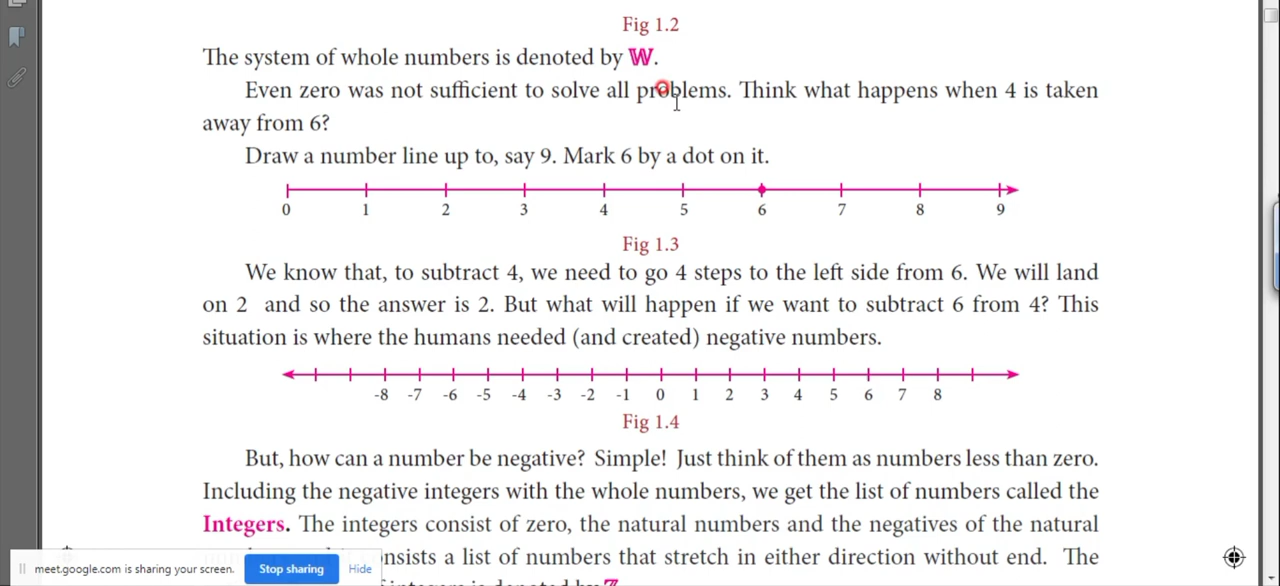 Fig 1.2
The system of whole numbers is denoted by 𝕎.
Even zero was not sufficient to solve all problems. Think what happens when 4 is taken
away from 6?
Draw a number line up to, say 9. Mark 6 by a dot on it.
0 1 2 3 4 5 6 7 8 9
Fig 1.3
We know that, to subtract 4, we need to go 4 steps to the left side from 6. We will land
on 2 and so the answer is 2. But what will happen if we want to subtract 6 from 4? This
situation is where the humans needed (and created) negative numbers.
-8 -7 -6 -5 -4 -3 -2 -1 0 1 2 3 4 5 6 7 8
Fig 1.4
But, how can a number be negative? Simple! Just think of them as numbers less than zero.
Including the negative integers with the whole numbers, we get the list of numbers called the
Integers. The integers consist of zero, the natural numbers and the negatives of the natural
nsists a list of numbers that stretch in either direction without end. The
meet.google.com is sharing your screen. Stop sharing Hide